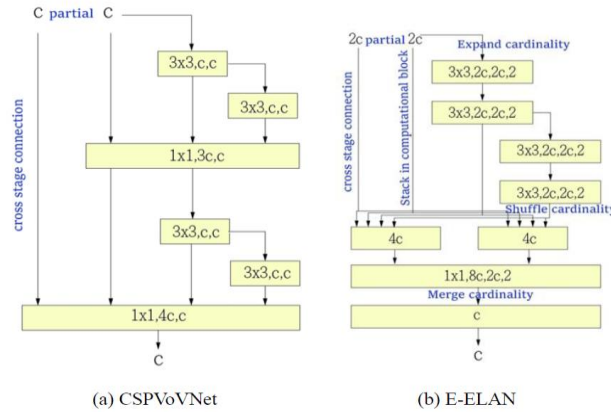 C partial C
3x3,c,c
3x3,c,c
cross stage connection
1x1,3c,c
3x3,c,c
3x3,c,c
1x1,4c,c
C
(a) CSPVoVNet
2c partial 2c
Expand cardinality
3x3,2c,2c,2
3x3,2c,2c,2
cross stage connection
Stack in computational block
3x3,2c,2c,2
3x3,2c,2c,2
Shuffle cardinality
4c 4c
1x1,8c,2c,2
Merge cardinality
c
C
(b) E-ELAN